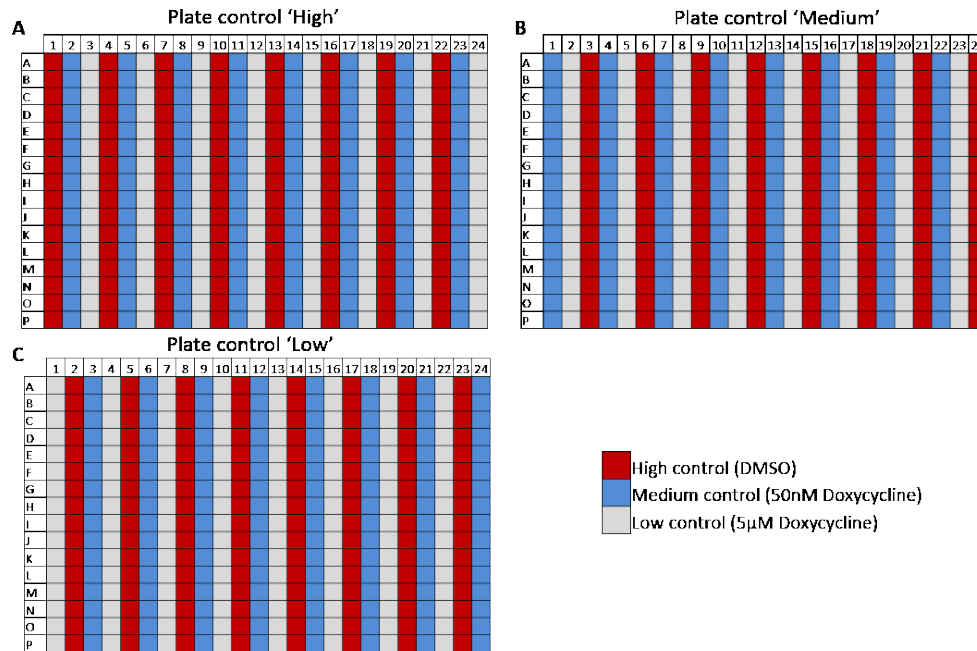 A
Plate control ‘High’
1 2 3 4 5 6 7 8 9 10 11 12 13 14 15 16 17 18 19 20 21 22 23 24
A
B
C
D
E
F
G
H
I
J
K
L
M
N
O
P
B
Plate control ‘Medium’
1 2 3 4 5 6 7 8 9 10 11 12 13 14 15 16 17 18 19 20 21 22 23
A
B
C
D
E
F
G
H
I
J
K
L
M
N
O
P
C
Plate control ‘Low’
1 2 3 4 5 6 7 8 9 10 11 12 13 14 15 16 17 18 19 20 21 22 23 24
A
B
C
D
E
F
G
H
I
J
K
L
M
N
O
P
High control (DMSO)
Medium control (50nM Doxycycline)
Low control (5µM Doxycycline)